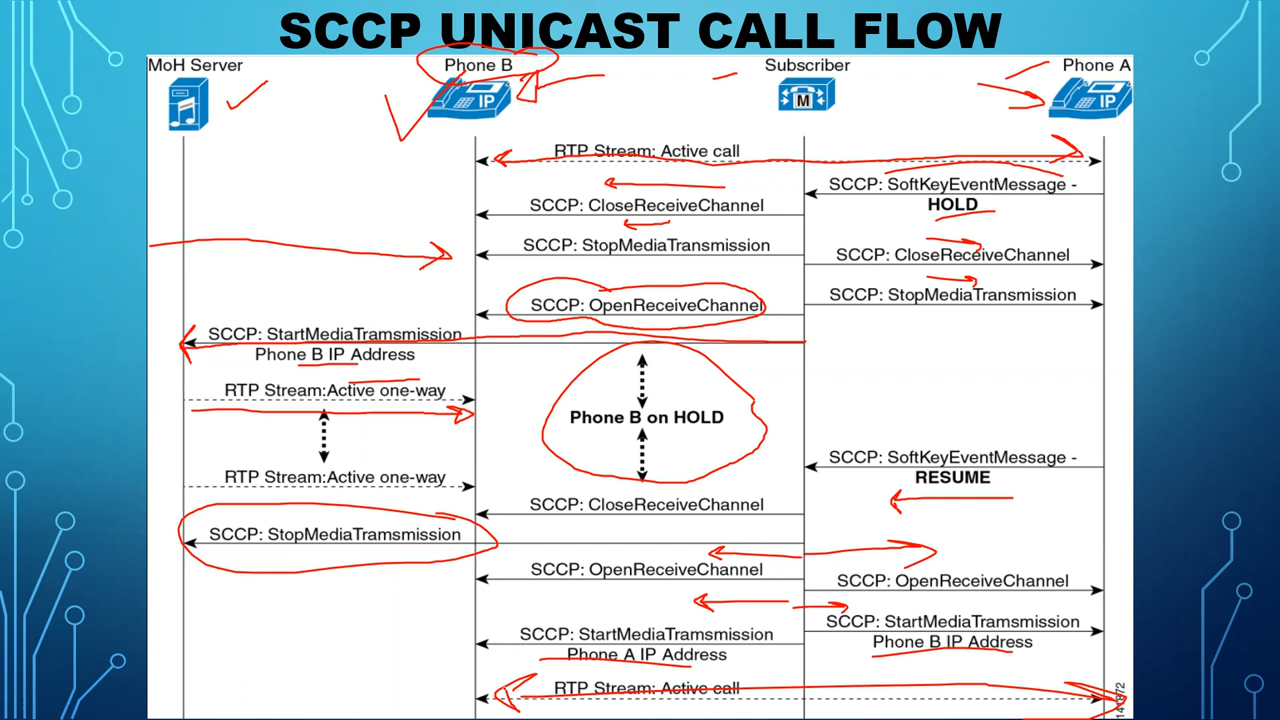 SCCP UNICAST CALL FLOW
MoH Server
Phone B
Subscriber
Phone A
IP
M
IP
RTP Stream: Active call
SCCP: SoftKeyEventMessage -
HOLD
SCCP: CloseReceiveChannel
SCCP: StopMediaTransmission
SCCP: CloseReceiveChannel
SCCP: StopMediaTransmission
SCCP: OpenReceiveChannel
SCCP: StartMediaTramsmission
Phone B IP Address
RTP Stream:Active one-way
Phone B on HOLD
SCCP: SoftKeyEventMessage -
RESUME
RTP Stream:Active one-way
SCCP: CloseReceiveChannel
SCCP: StopMediaTramsmission
SCCP: OpenReceiveChannel
SCCP: OpenReceiveChannel
SCCP: StartMediaTramsmission
Phone B IP Address
SCCP: StartMediaTramsmission
Phone A IP Address
RTP Stream: Active call